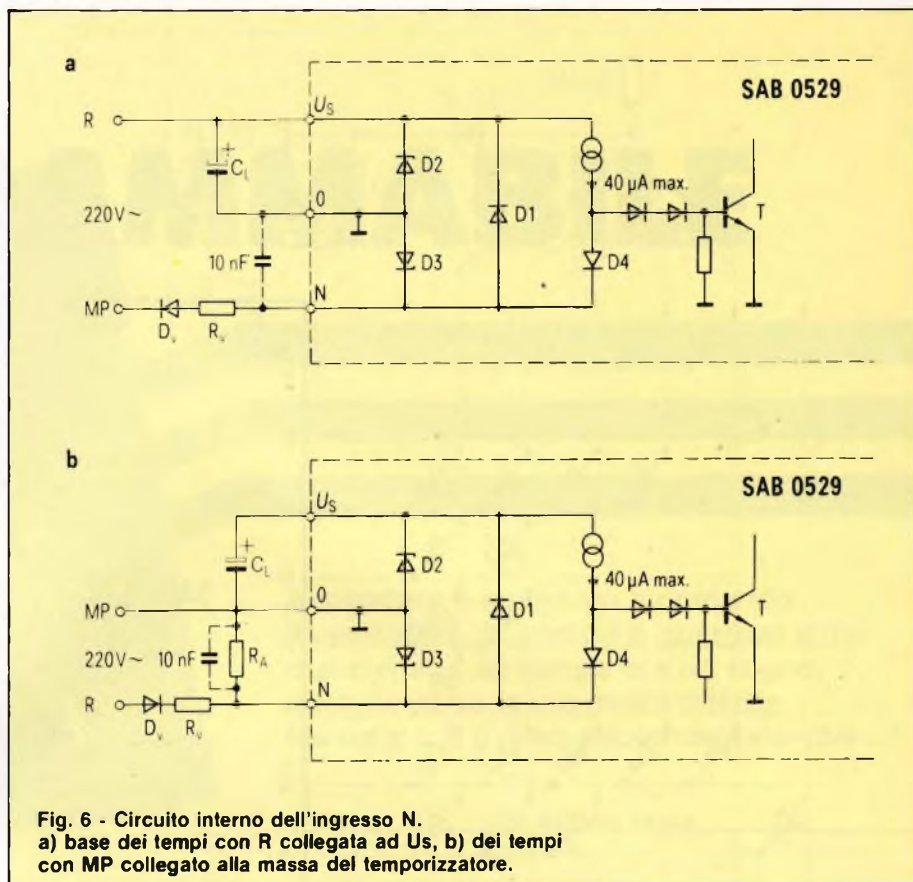 a
SAB 0529
R
U_S
+
C_L
D2
40 µA max.
220V~
0
D1
T
10 nF
D3
D4
MP
N
D_v
R_v
b
SAB 0529
U_S
+
C_L
D2
40 µA max.
MP
0
D1
T
220V~
10 nF
R_A
D3
D4
R
N
D_v
R_v
Fig. 6 - Circuito interno dell'ingresso N.
a) base dei tempi con R collegata ad Us, b) dei tempi
con MP collegato alla massa del temporizzatore.